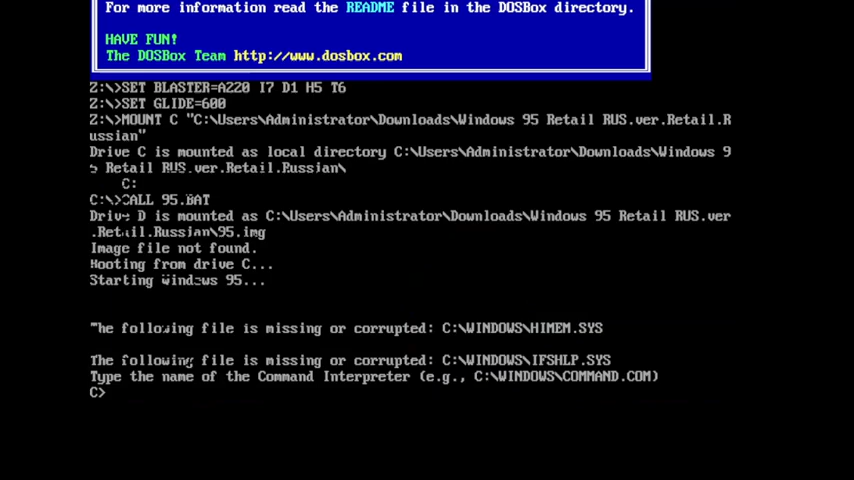 For more information read the README file in the DOSBox directory.
HAVE FUN!
The DOSBox Team http://www.dosbox.com
Z:\>SET BLASTER=A220 I7 D1 H5 T6
Z:\>SET GLIDE=600
Z:\>MOUNT C "C:\Users\Administrator\Downloads\Windows 95 Retail RUS.ver.Retail.R
ussian"
Drive C is mounted as local directory C:\Users\Administrator\Downloads\Windows 9
5 Retail RUS.ver.Retail.Russian\
C:
C:\>CALL 95.BAT
Drive D is mounted as C:\Users\Administrator\Downloads\Windows 95 Retail RUS.ver
.Retail.Russian\95.img
Image file not found.
Booting from drive C...
Starting Windows 95...
The following file is missing or corrupted: C:\WINDOWS\HIMEM.SYS
The following file is missing or corrupted: C:\WINDOWS\IFSHLP.SYS
Type the name of the Command Interpreter (e.g., C:\WINDOWS\COMMAND.COM)
C>